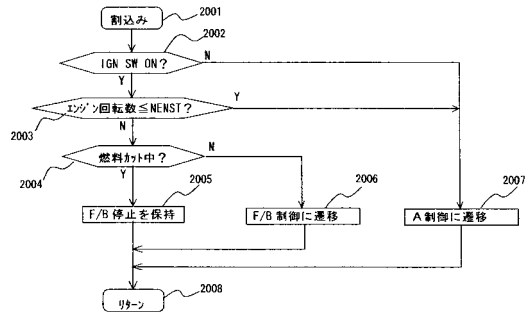 割込み
2001
2002
IGN SW ON?
N
Y
エンジン回転数≦NENST?
Y
2003
N
燃料カット中?
N
2004
Y
2005
2006
2007
F/B 停止を保持
F/B 制御に遷移
A 制御に遷移
リターン
2008